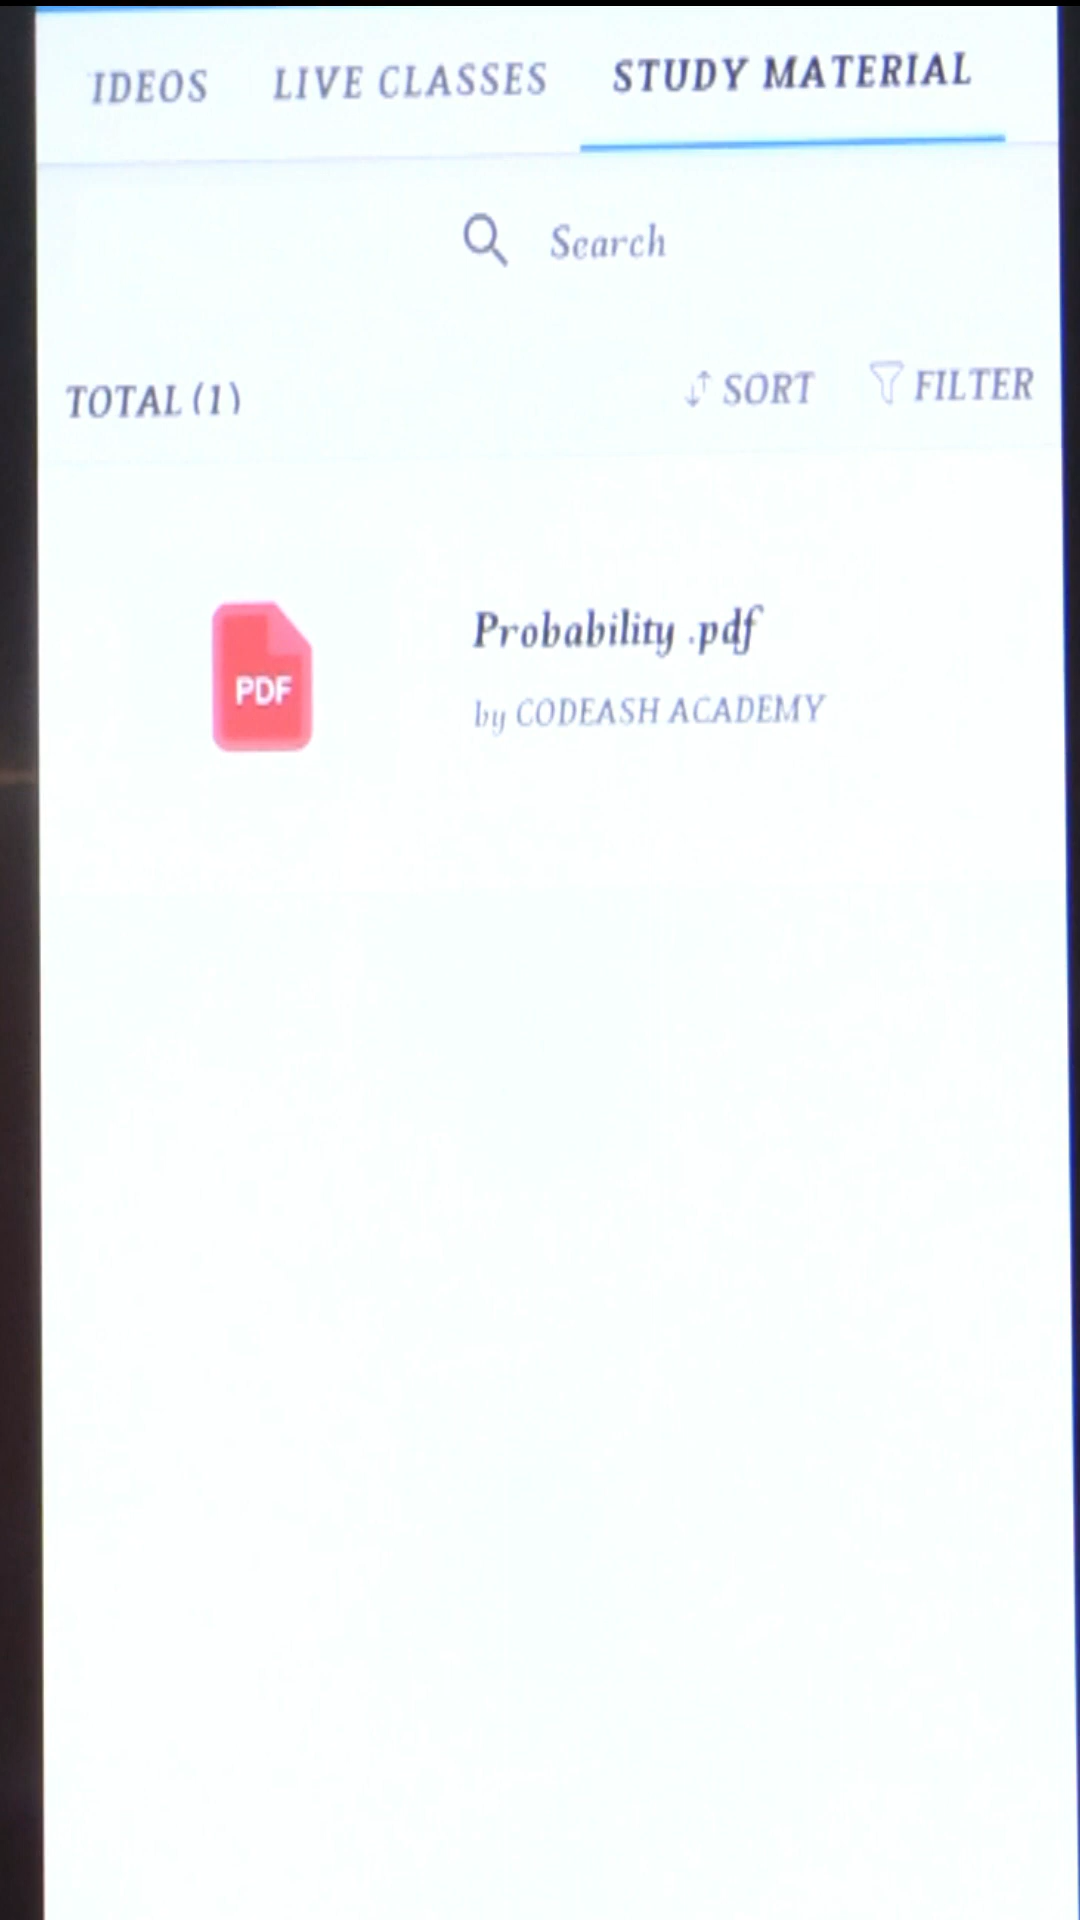 IDEOS LIVE CLASSES STUDY MATERIAL
Search
TOTAL (1) SORT FILTER
PDF
Probability .pdf
by CODEASH ACADEMY